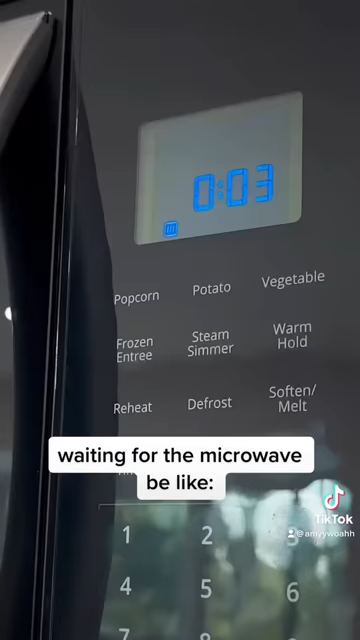 0:03
Popcorn
Potato
Vegetable
Frozen
Entree
Steam
Simmer
Warm
Hold
Reheat
Defrost
Soften/
Melt
waiting for the microwave
be like:
TikTok
@amyywoahh
1
2
3
4
5
6
7